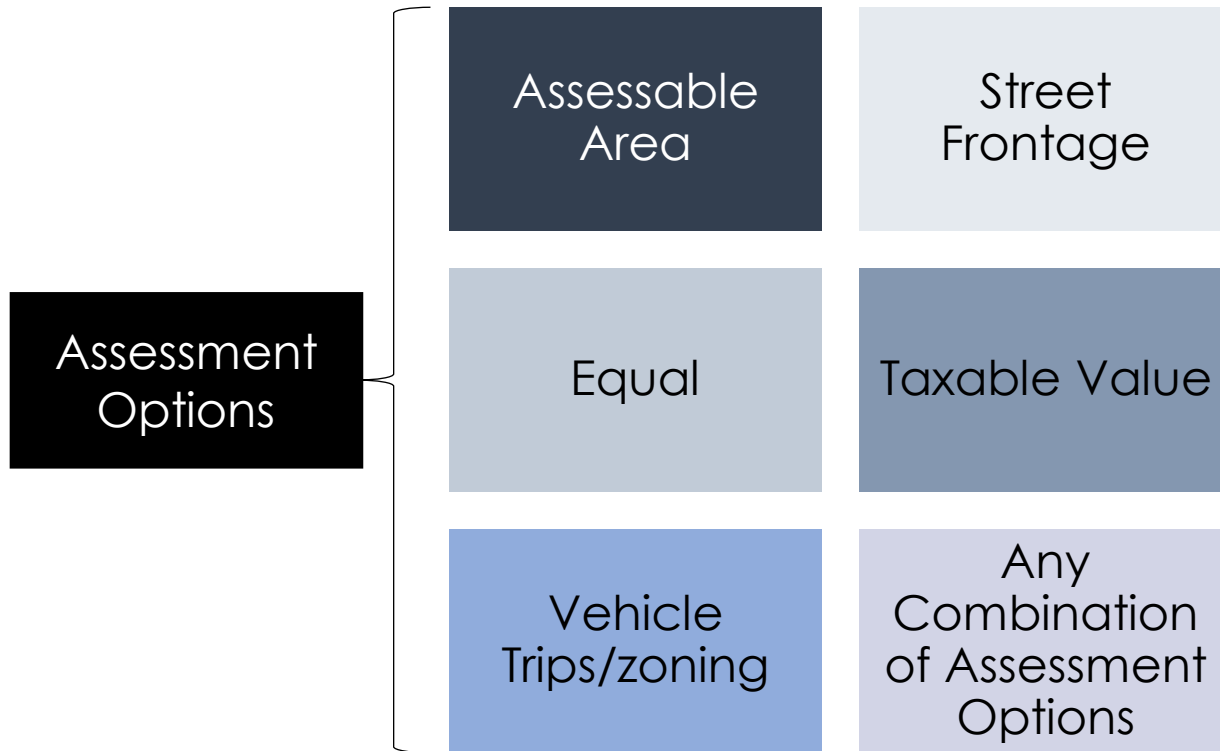 Assessment
Options
Assessable
Area
Street
Frontage
Equal
Taxable Value
Vehicle
Trips/zoning
Any
Combination
of Assessment
Options